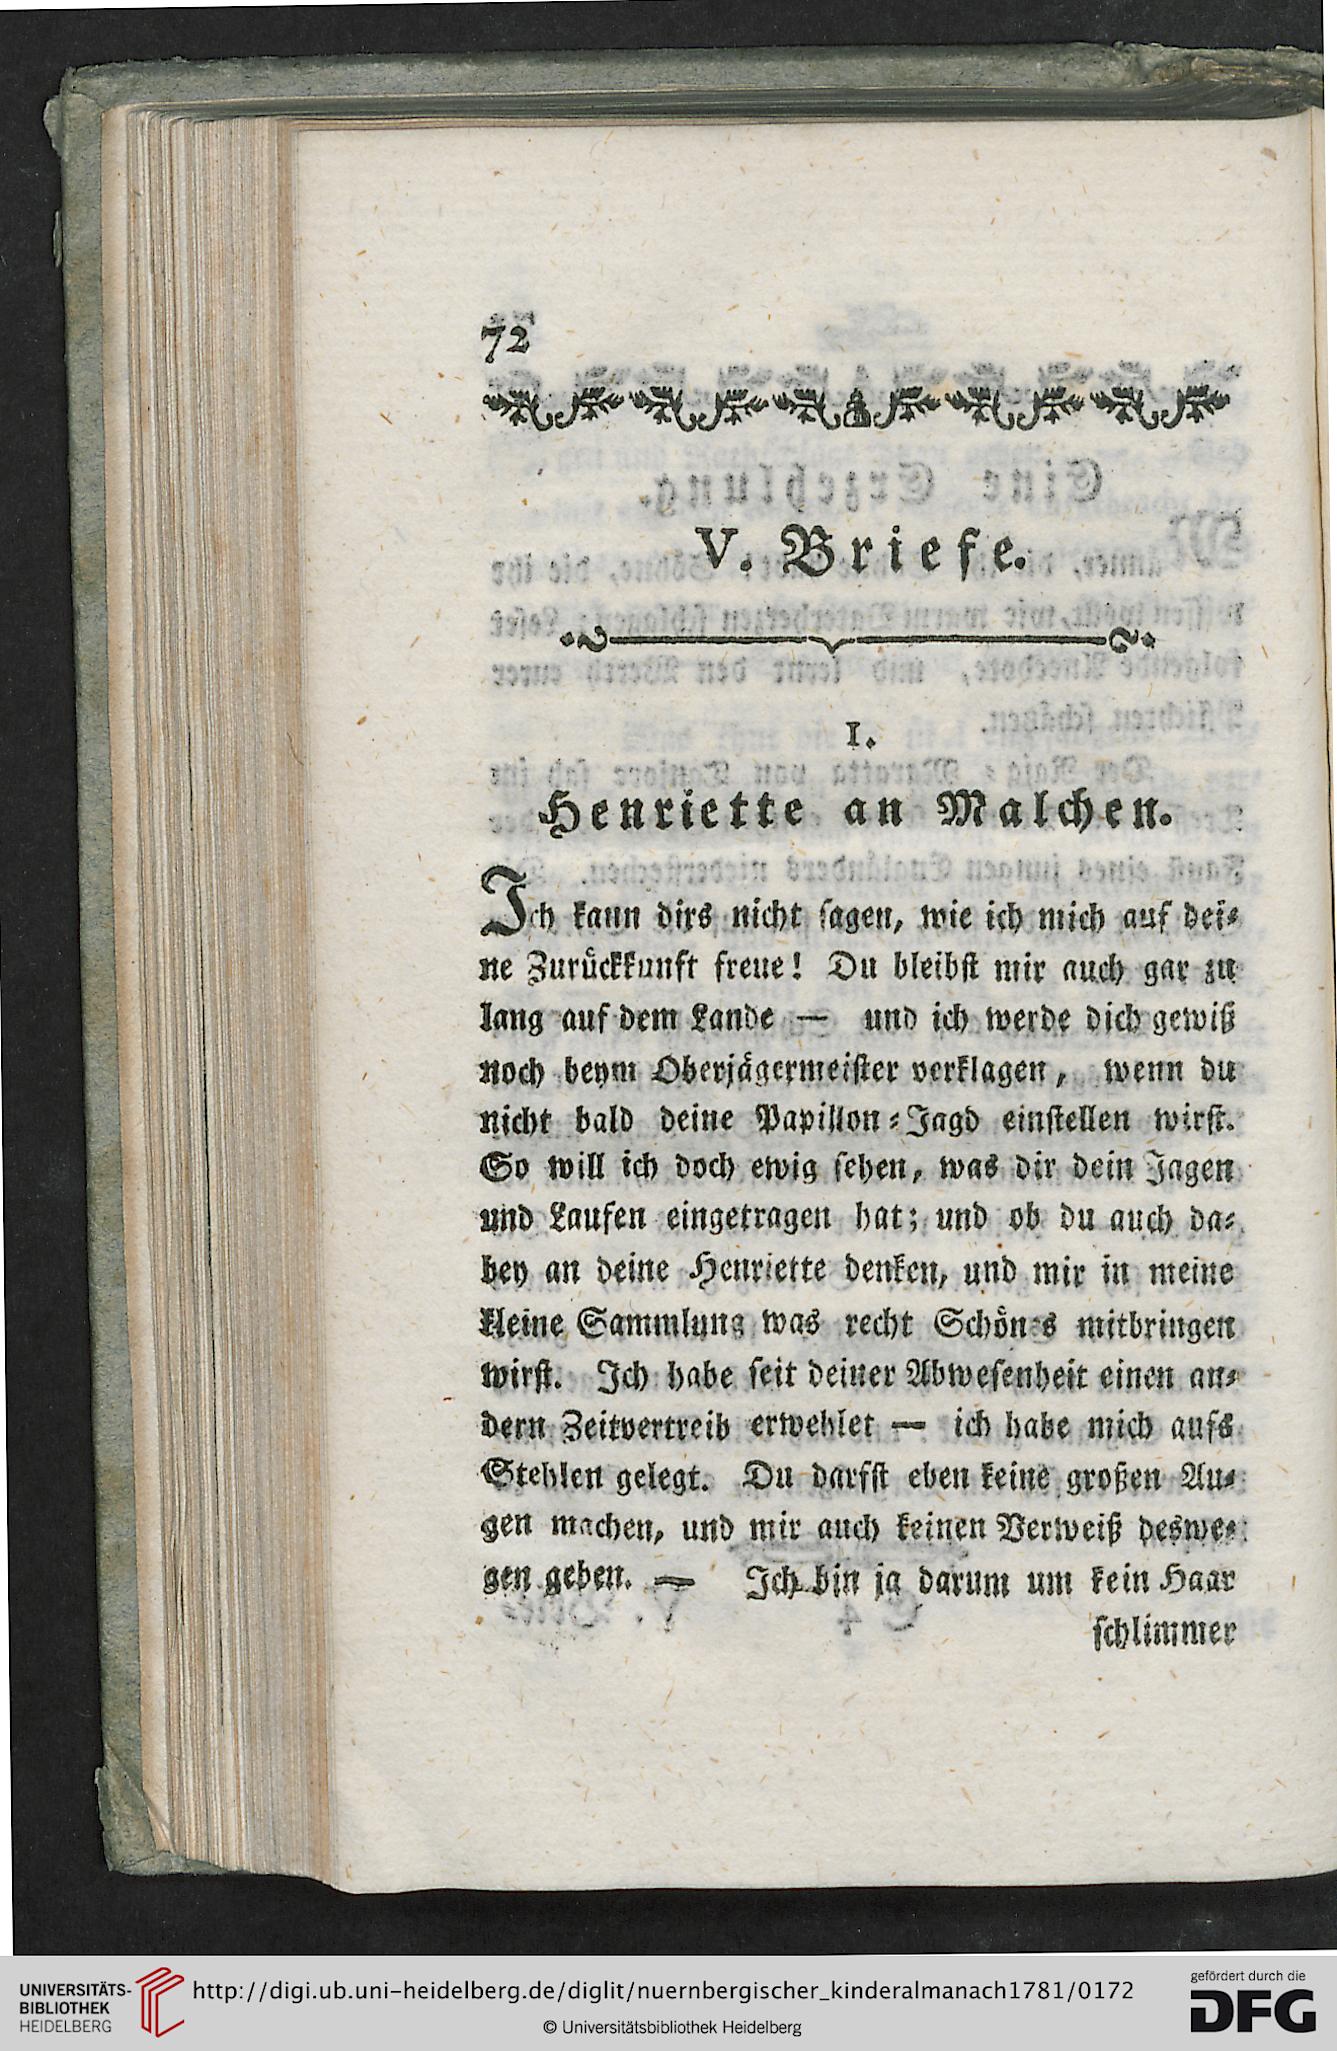 72
V. Briefe.
1.
Henriette an Malchen.
Ich kann dirs nicht sagen, wie ich mich auf dei⸗
ne Zurückkunft freue! Du bleibst mir auch gar zu
lang auf dem Lande — und ich werde dich gewiß
noch beym Oberjägermeister verklagen, wenn du
nicht bald deine Papillon⸗Jagd einstellen wirst.
So will ich doch ewig sehen, was dir dein Jagen
und Laufen eingetragen hat; und ob du auch da⸗
bey an deine Henriette denken, und mir in meine
kleine Sammlung was recht Schönes mitbringen
wirst. Ich habe seit deiner Abwesenheit einen an⸗
dern Zeitvertreib erwehlet — ich habe mich aufs
Stehlen gelegt. Du darfst eben keine großen Au⸗
gen machen, und mir auch keinen Verweiß deswe⸗
gen geben. — Ich bin ja darum um kein Haar
schlimmer
UNIVERSITÄTS-
BIBLIOTHEK
HEIDELBERG
http://digi.ub.uni-heidelberg.de/diglit/nuernbergischer_kinderalmanach1781/0172
© Universitätsbibliothek Heidelberg
gefördert durch die
DFG